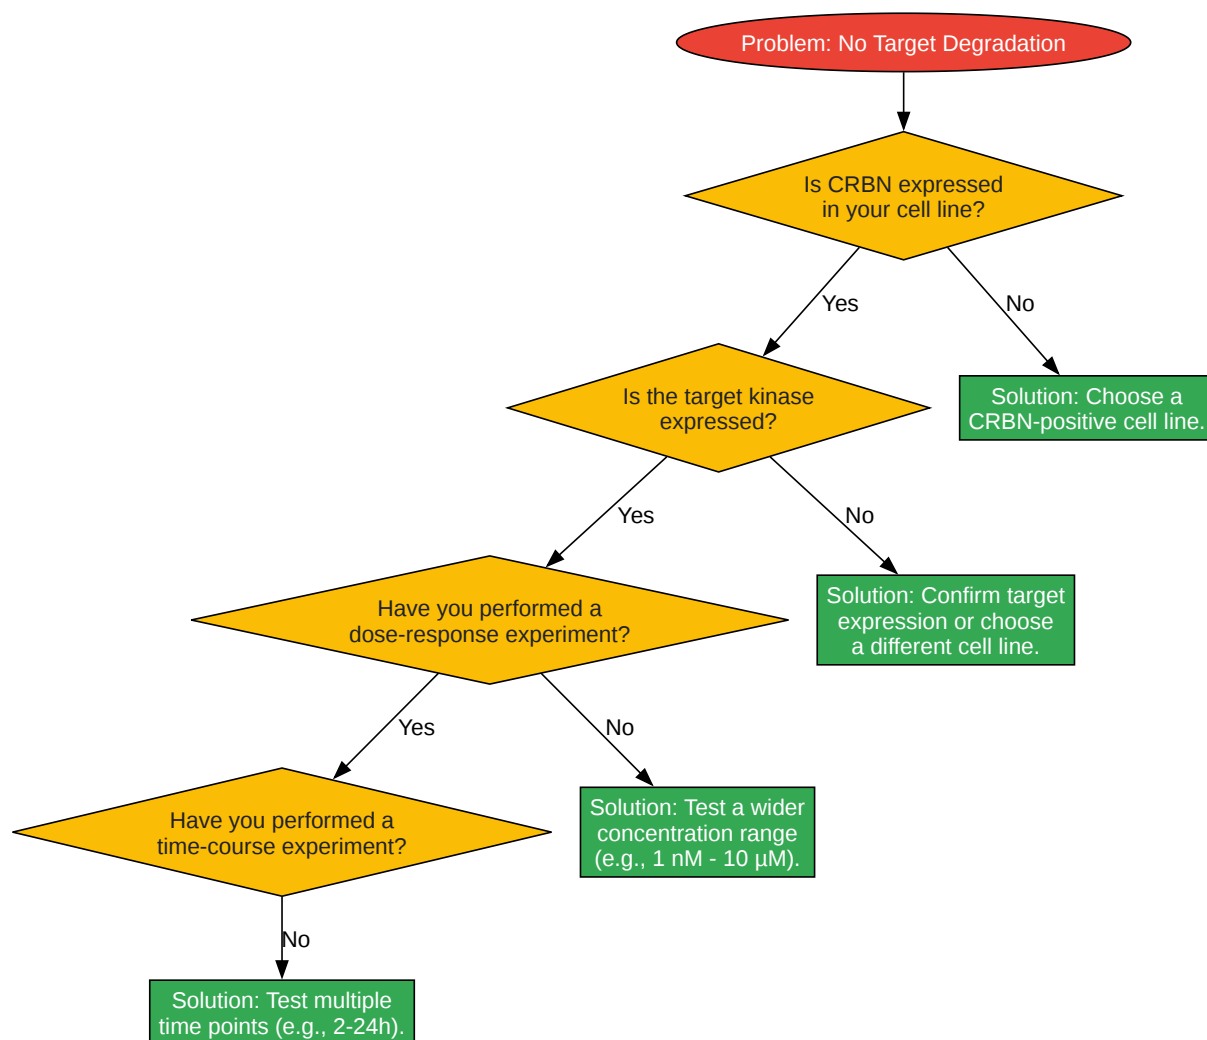 Problem: No Target Degradation
Is CRBN expressed
in your cell line?
Yes
No
Is the target kinase
expressed?
Solution: Choose a
CRBN-positive cell line.
Yes
No
Have you performed a
dose-response experiment?
Solution: Confirm target
expression or choose
a different cell line.
Yes
No
Have you performed a
time-course experiment?
Solution: Test a wider
concentration range
(e.g., 1 nM - 10 µM).
No
Solution: Test multiple
time points (e.g., 2-24h).